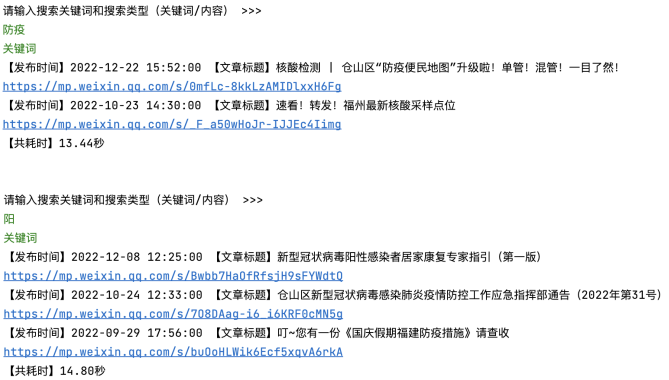 请输入搜索关键词和搜索类型（关键词/内容） >>>
防疫
关键词
【发布时间】2022-12-22 15:52:00 【文章标题】核酸检测 | 仓山区“防疫便民地图”升级啦！单管！混管！一目了然！
https://mp.weixin.qq.com/s/0mfLc-8kkLzAMIDlxxH6Fg
【发布时间】2022-10-23 14:30:00 【文章标题】速看！转发！福州最新核酸采样点位
https://mp.weixin.qq.com/s/_F_a50wHoJr-IJJEc4Iimg
【共耗时】13.44秒
请输入搜索关键词和搜索类型（关键词/内容） >>>
阳
关键词
【发布时间】2022-12-08 12:25:00 【文章标题】新型冠状病毒阳性感染者居家康复专家指引（第一版）
https://mp.weixin.qq.com/s/Bwbb7HaOfRfsjH9sFYWdtQ
【发布时间】2022-10-24 12:33:00 【文章标题】仓山区新型冠状病毒感染肺炎疫情防控工作应急指挥部通告（2022年第31号）
https://mp.weixin.qq.com/s/7O8DAag-i6_i6KRF0cMN5g
【发布时间】2022-09-29 17:56:00 【文章标题】叮~您有一份《国庆假期福建防疫措施》请查收
https://mp.weixin.qq.com/s/buOoHLWik6Ecf5xqvA6rkA
【共耗时】14.80秒